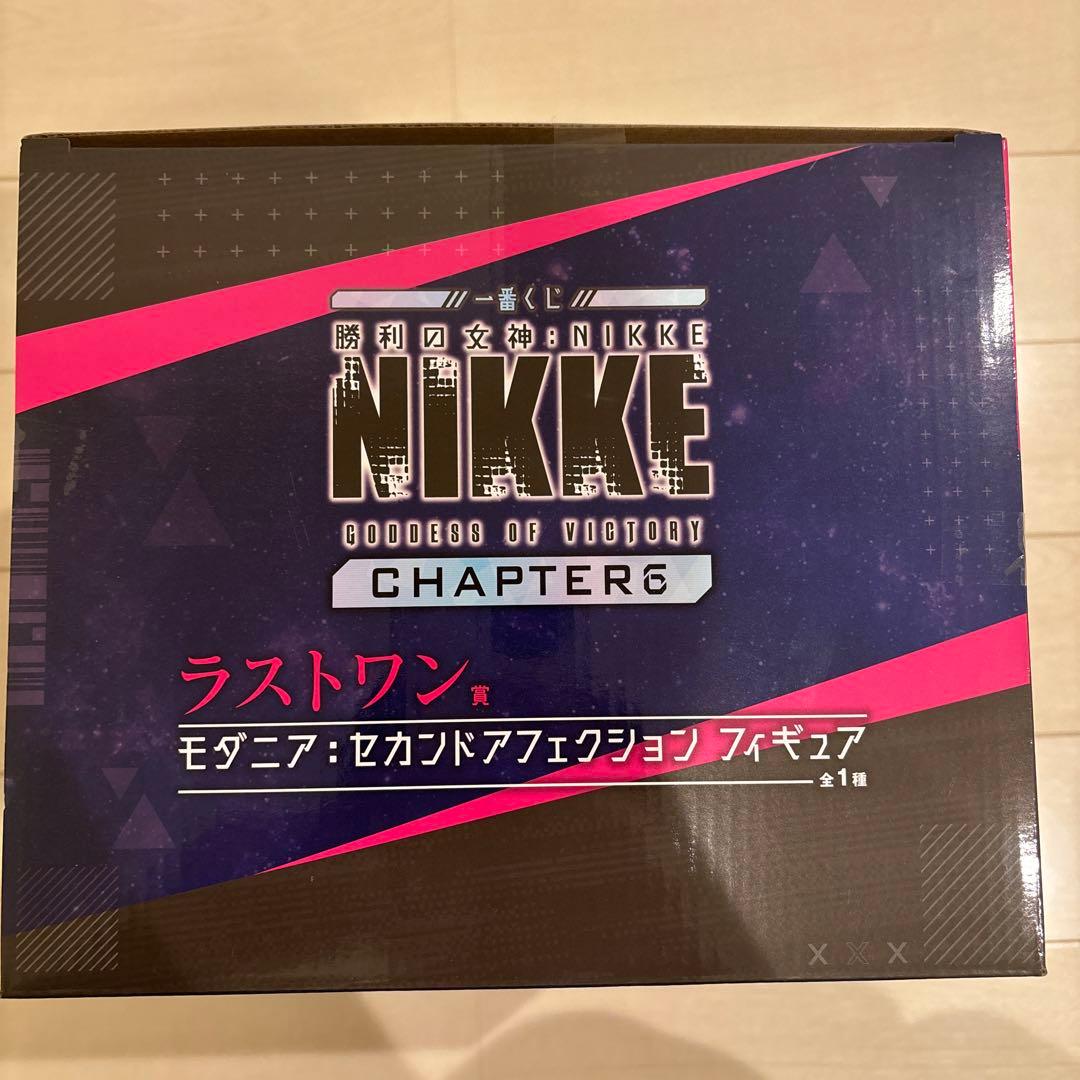 一番くじ
勝利の女神:NIKKE
NIKKE
GODDESS OF VICTORY
CHAPTER6
ラストワン賞
モダニア:セカンドアフェクション フィギュア
全1種
XXX